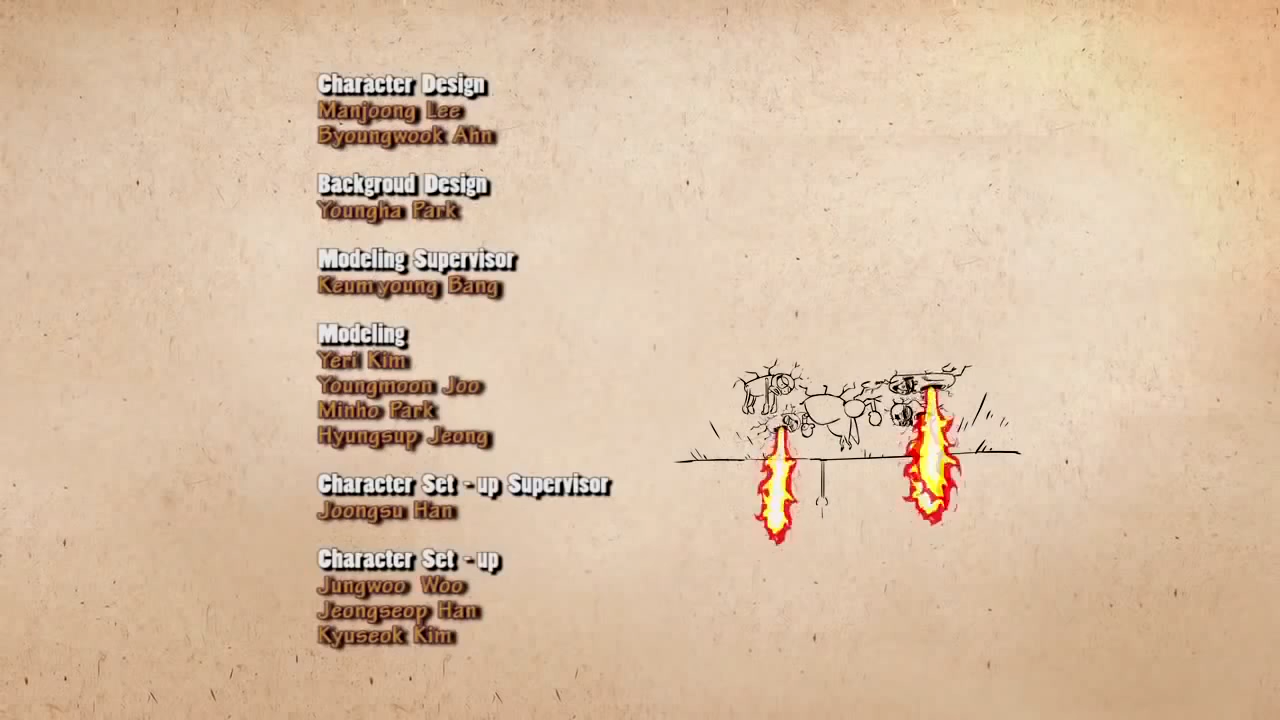 Character Design
Manjoong Lee
Byoungwook Ahn
Backgroud Design
Youngha Park
Modeling Supervisor
Keumyoung Bang
Modeling
Yeri Kim
Youngmoon Joo
Minho Park
Hyungsup Jeong
Character Set - up Supervisor
Joongsu Han
Character Set - up
Jungwoo Woo
Jeongseop Han
Kyuseok Kim